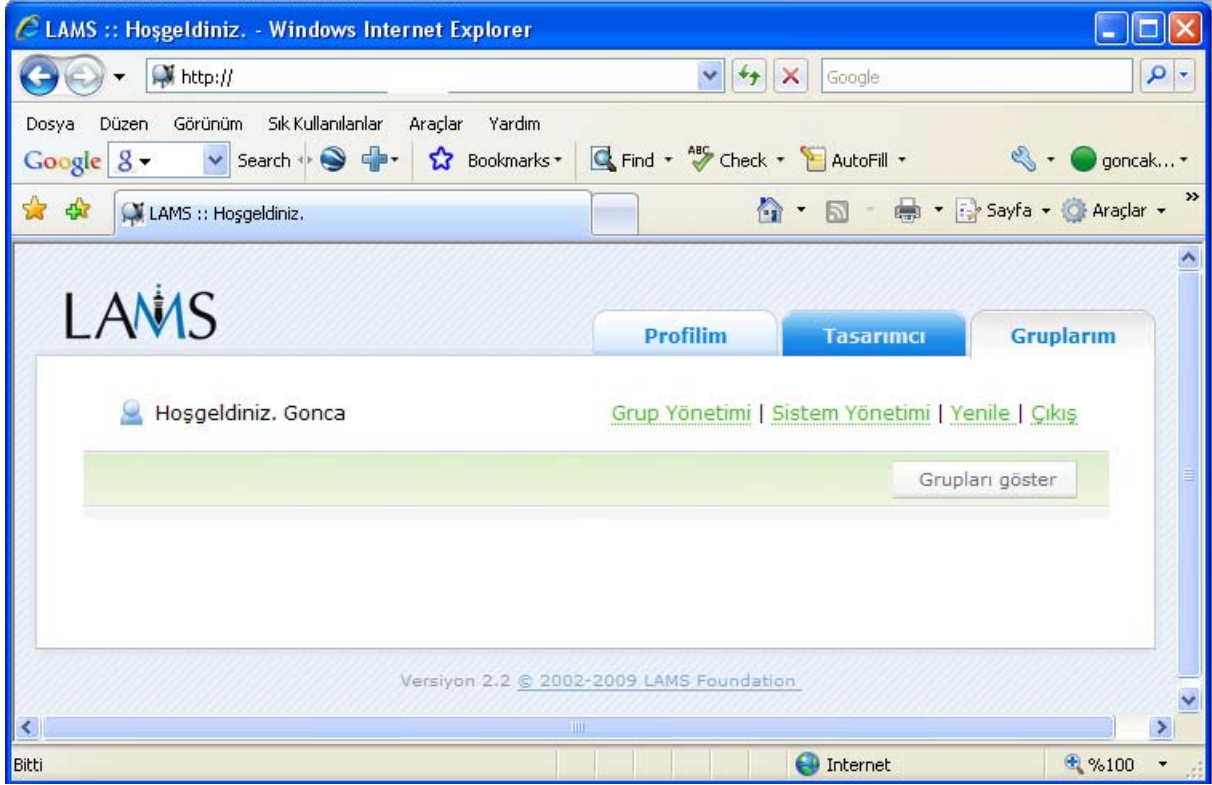 LAMS :: Hoşgeldiniz. - Windows Internet Explorer
http:// Google
Dosya Düzen Görünüm Sık Kullanılanlar Araçlar Yardım
Google g Search Bookmarks Find ABC Check AutoFill goncak...
LAMS :: Hoşgeldiniz. Sayfa Araçlar »
LAMS
Profilim Tasarımcı Gruplarım
Hoşgeldiniz. Gonca Grup Yönetimi | Sistem Yönetimi | Yenile | Çıkış
Grupları göster
Versiyon 2.2 © 2002-2009 LAMS Foundation
Bitti Internet %100